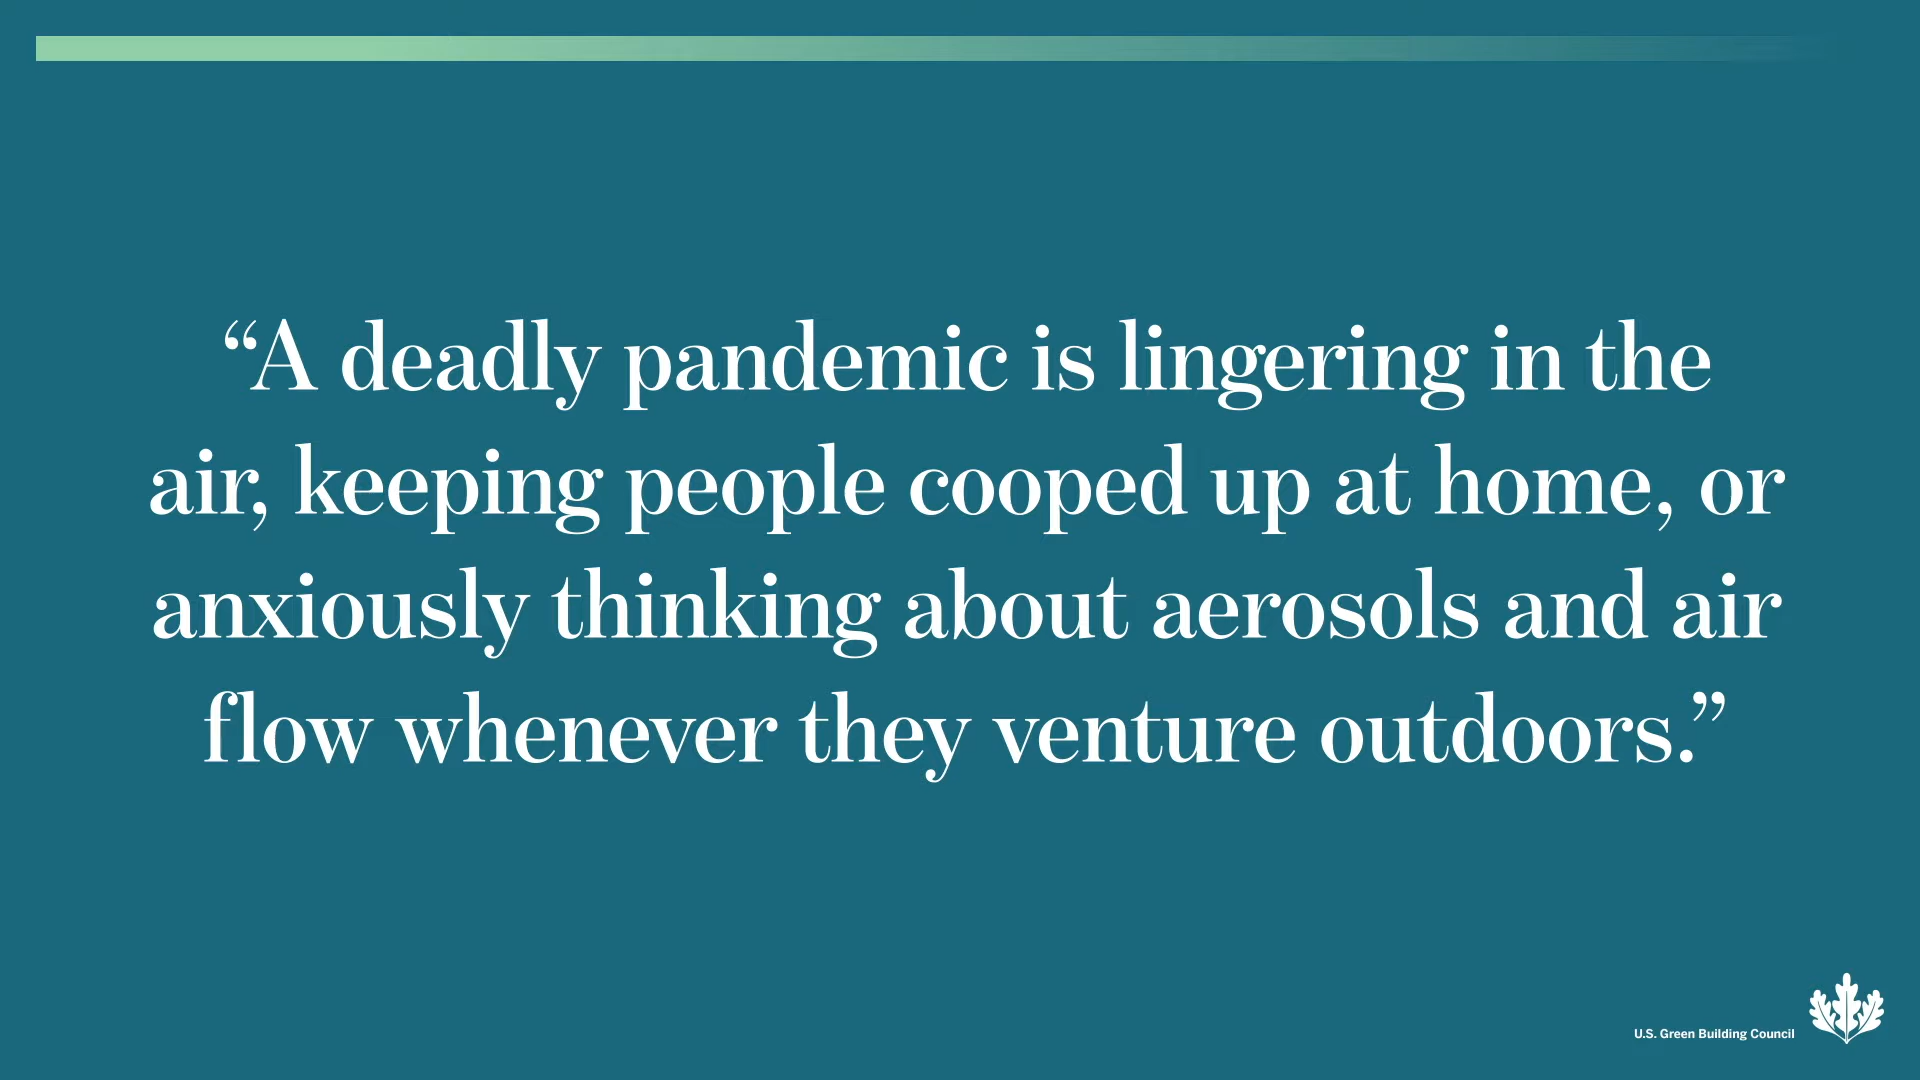 “A deadly pandemic is lingering in the
air, keeping people cooped up at home, or
anxiously thinking about aerosols and air
flow whenever they venture outdoors.”
U.S. Green Building Council